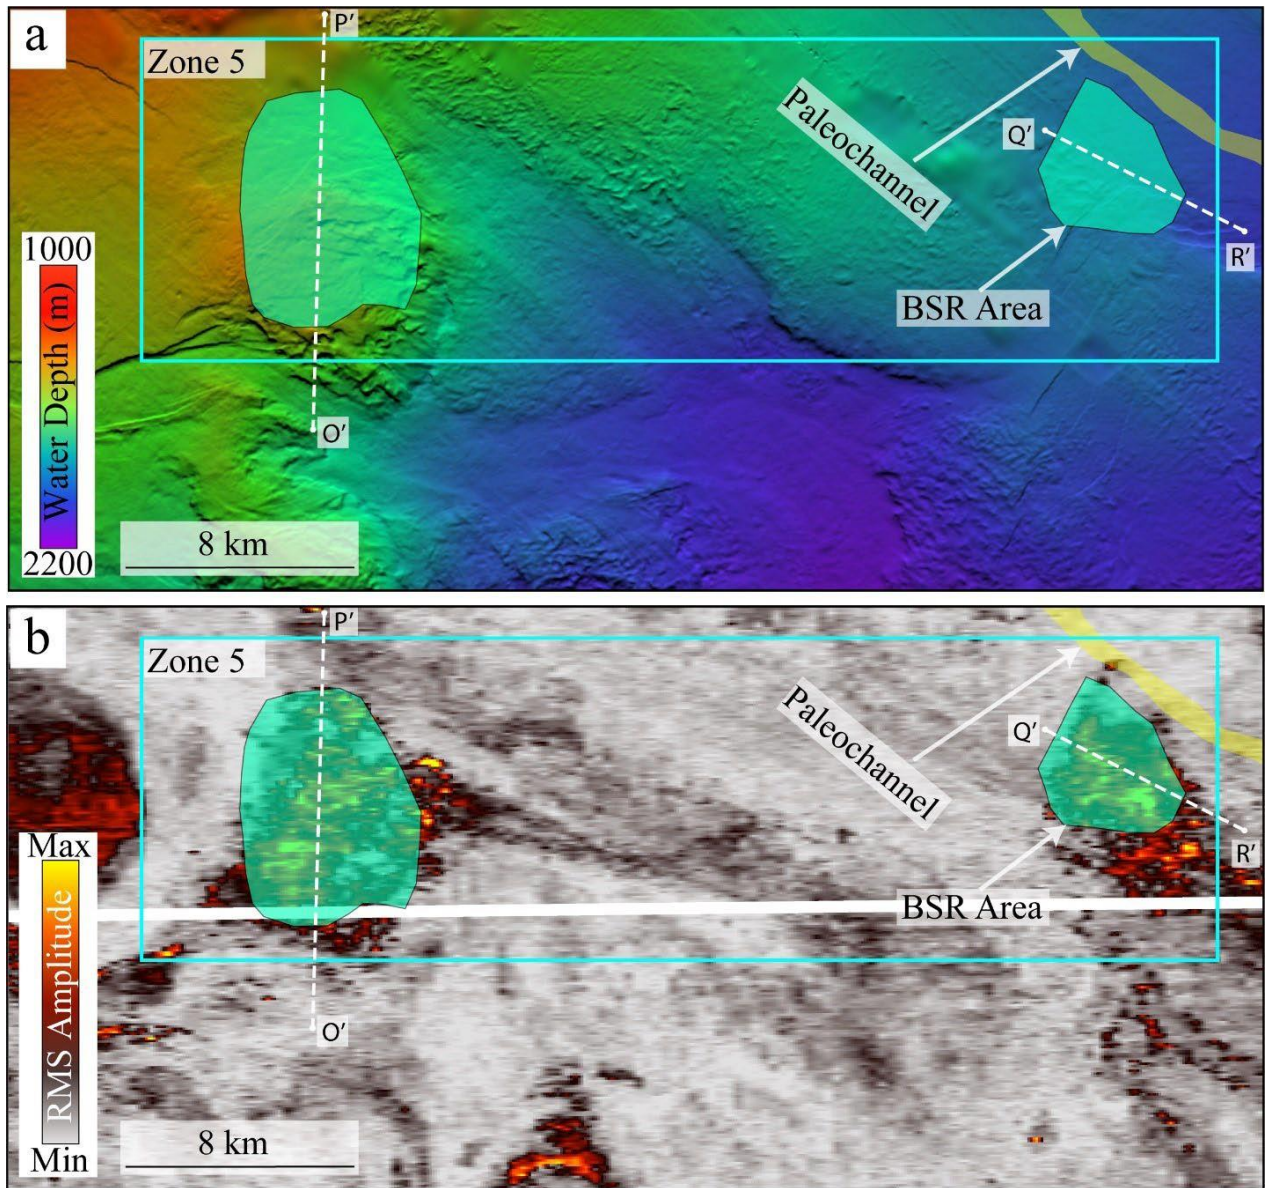 a
P'
Zone 5
Paleochannel
Q'
R'
BSR Area
1000
Water Depth (m)
2200
O'
8 km
b
P'
Zone 5
Paleochannel
Q'
R'
BSR Area
Max
RMS Amplitude
Min
O'
8 km